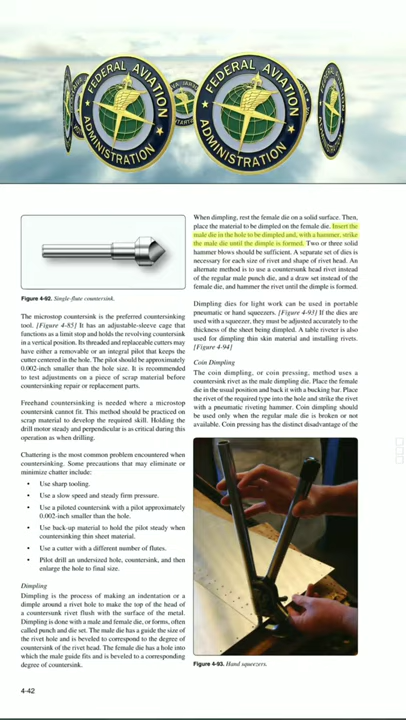 FEDERAL AVIATION
ADMINISTRATION
FEDERAL AVIATION
ADMINISTRATION
Figure 4-92. Single-flute countersink.
The microstop countersink is the preferred countersinking
tool. [Figure 4-85] It has an adjustable-sleeve cage that
functions as a limit stop and holds the revolving countersink
in a vertical position. Its threaded and replaceable cutters may
have either a removable or an integral pilot that keeps the
cutter centered in the hole. The pilot should be approximately
0.002-inch smaller than the hole size. It is recommended
to test adjustments on a piece of scrap material before
countersinking repair or replacement parts.
Freehand countersinking is needed where a microstop
countersink cannot fit. This method should be practiced on
scrap material to develop the required skill. Holding the
drill motor steady and perpendicular is as critical during this
operation as when drilling.
Chattering is the most common problem encountered when
countersinking. Some precautions that may eliminate or
minimize chatter include:
• Use sharp tooling.
• Use a slow speed and steady firm pressure.
• Use a piloted countersink with a pilot approximately
0.002-inch smaller than the hole.
• Use back-up material to hold the pilot steady when
countersinking thin sheet material.
• Use a cutter with a different number of flutes.
• Pilot drill an undersized hole, countersink, and then
enlarge the hole to final size.
Dimpling
Dimpling is the process of making an indentation or a
dimple around a rivet hole to make the top of the head of
a countersunk rivet flush with the surface of the metal.
Dimpling is done with a male and female die, or forms, often
called punch and die set. The male die has a guide the size of
the rivet hole and is beveled to correspond to the degree of
countersink of the rivet head. The female die has a hole into
which the male guide fits and is beveled to a corresponding
degree of countersink.
When dimpling, rest the female die on a solid surface. Then,
place the material to be dimpled on the female die. Insert the
male die in the hole to be dimpled and, with a hammer, strike
the male die until the dimple is formed. Two or three solid
hammer blows should be sufficient. A separate set of dies is
necessary for each size of rivet and shape of rivet head. An
alternate method is to use a countersunk head rivet instead
of the regular male punch die, and a draw set instead of the
female die, and hammer the rivet until the dimple is formed.
Dimpling dies for light work can be used in portable
pneumatic or hand squeezers. [Figure 4-93] If the dies are
used with a squeezer, they must be adjusted accurately to the
thickness of the sheet being dimpled. A table riveter is also
used for dimpling thin skin material and installing rivets.
[Figure 4-94]
Coin Dimpling
The coin dimpling, or coin pressing, method uses a
countersink rivet as the male dimpling die. Place the female
die in the usual position and back it with a bucking bar. Place
the rivet of the required type into the hole and strike the rivet
with a pneumatic riveting hammer. Coin dimpling should
be used only when the regular male die is broken or not
available. Coin pressing has the distinct disadvantage of the
Figure 4-93. Hand squeezers.
4-42